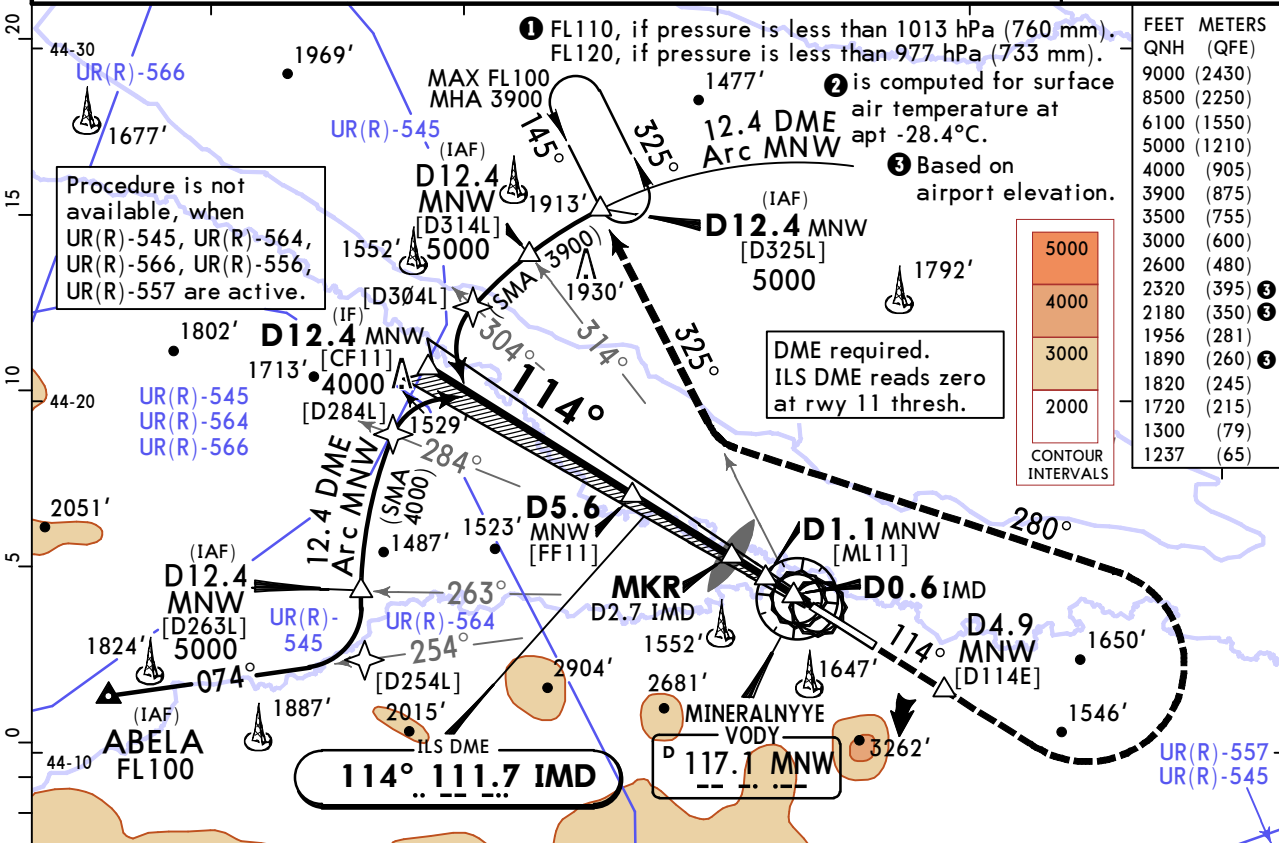 ❶ FL110, if pressure is less than 1013 hPa (760 mm).
FL120, if pressure is less than 977 hPa (733 mm).
❷ is computed for surface
air temperature at
apt -28.4°C.
❸ Based on
airport elevation.
FEET METERS
QNH (QFE)
9000 (2430)
8500 (2250)
6100 (1550)
5000 (1210)
4000 (905)
3900 (875)
3500 (755)
3000 (600)
2600 (480)
2320 (395) ❸
2180 (350) ❸
1956 (281)
1890 (260) ❸
1820 (245)
1720 (215)
1300 (79)
1237 (65)
20
15
10
5
0
44-30
44-20
44-10
UR(R)-566
1969'
1677'
UR(R)-545
MAX FL100
MHA 3900
145°
325°
1477'
12.4 DME
Arc MNW
Procedure is not
available, when
UR(R)-545, UR(R)-564,
UR(R)-566, UR(R)-556,
UR(R)-557 are active.
(IAF)
D12.4
MNW
[D314L]
5000
1913'
1552'
(IAF)
D12.4 MNW
[D325L]
5000
1792'
(SMA 3900)
1930'
[D304L]
304°
314°
325°
DME required.
ILS DME reads zero
at rwy 11 thresh.
5000
4000
3000
2000
CONTOUR
INTERVALS
1802'
(IF)
D12.4 MNW
[CF11]
4000
1713'
[D284L]
1529'
114°
UR(R)-545
UR(R)-564
UR(R)-566
284°
12.4 DME
Arc MNW
(SMA
4000)
2051'
1487'
1523'
D5.6
MNW
[FF11]
280°
D1.1 MNW
[ML11]
MKR
D2.7 IMD
D0.6 IMD
(IAF)
D12.4
MNW
[D263L]
5000
263°
UR(R)-
545
UR(R)-564
254°
[D254L]
1824'
074°
(IAF)
ABELA
FL100
1887'
2015'
2904'
1552'
1647'
2681'
114°
D4.9
MNW
[D114E]
1650'
1546'
3262'
ILS DME
114° 111.7 IMD
MINERALNYYE
VODY
D 117.1 MNW
UR(R)-557
UR(R)-545